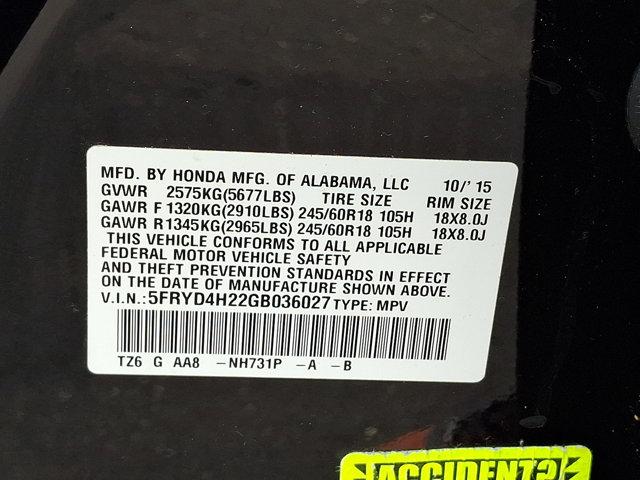 MFD. BY HONDA MFG. OF ALABAMA, LLC 10/' 15
GVWR 2575KG(5677LBS) TIRE SIZE RIM SIZE
GAWR F 1320KG(2910LBS) 245/60R18 105H 18X8.0J
GAWR R 1345KG(2965LBS) 245/60R18 105H 18X8.0J
THIS VEHICLE CONFORMS TO ALL APPLICABLE
FEDERAL MOTOR VEHICLE SAFETY
AND THEFT PREVENTION STANDARDS IN EFFECT
ON THE DATE OF MANUFACTURE SHOWN ABOVE.
V.I.N.:5FRYD4H22GB036027 TYPE: MPV
TZ6 G AA8 -NH731P -A -B
ACCIDENT?